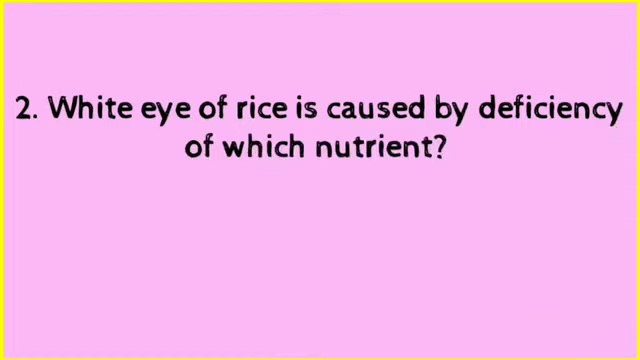 2. White eye of rice is caused by deficiency
of which nutrient?